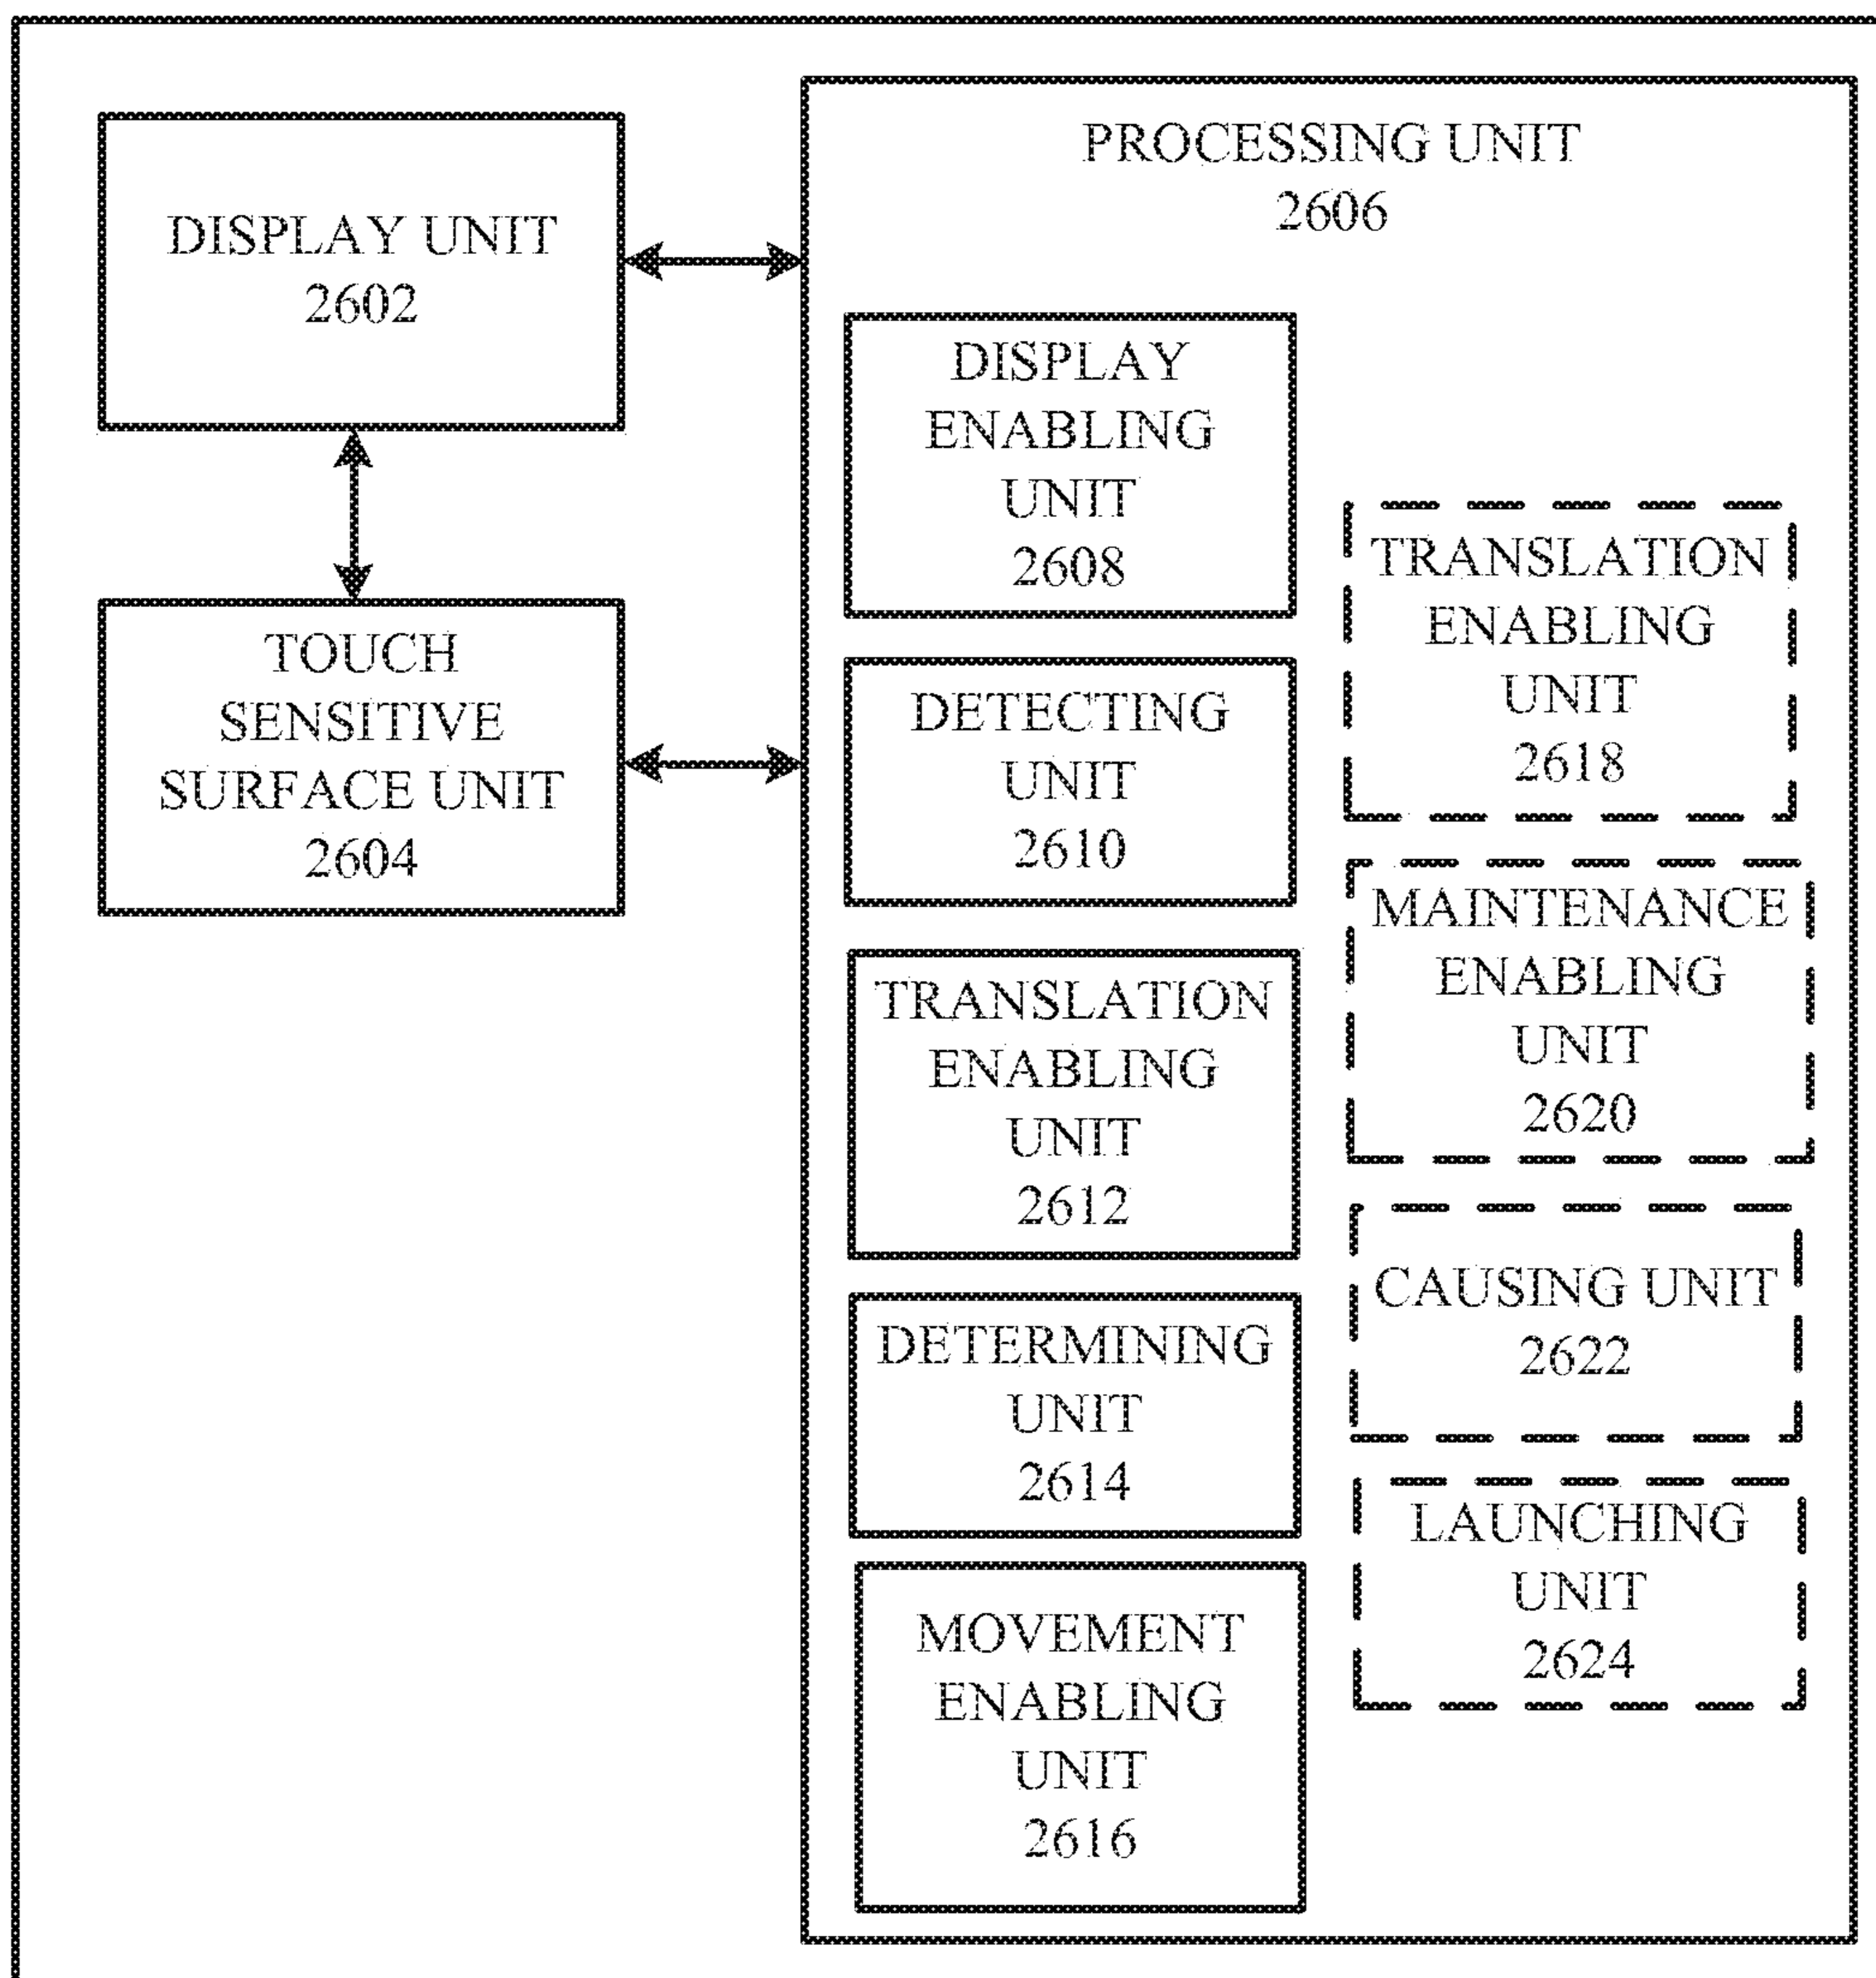 DISPLAY UNIT
2602
TOUCH
SENSITIVE
SURFACE UNIT
2604
PROCESSING UNIT
2606
DISPLAY
ENABLING
UNIT
2608
DETECTING
UNIT
2610
TRANSLATION
ENABLING
UNIT
2612
DETERMINING
UNIT
2614
MOVEMENT
ENABLING
UNIT
2616
TRANSLATION
ENABLING
UNIT
2618
MAINTENANCE
ENABLING
UNIT
2620
CAUSING UNIT
2622
LAUNCHING
UNIT
2624